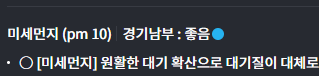 미세먼지 (pm 10) 경기남부 : 좋음
• ○ [미세먼지] 원활한 대기 확산으로 대기질이 대체로